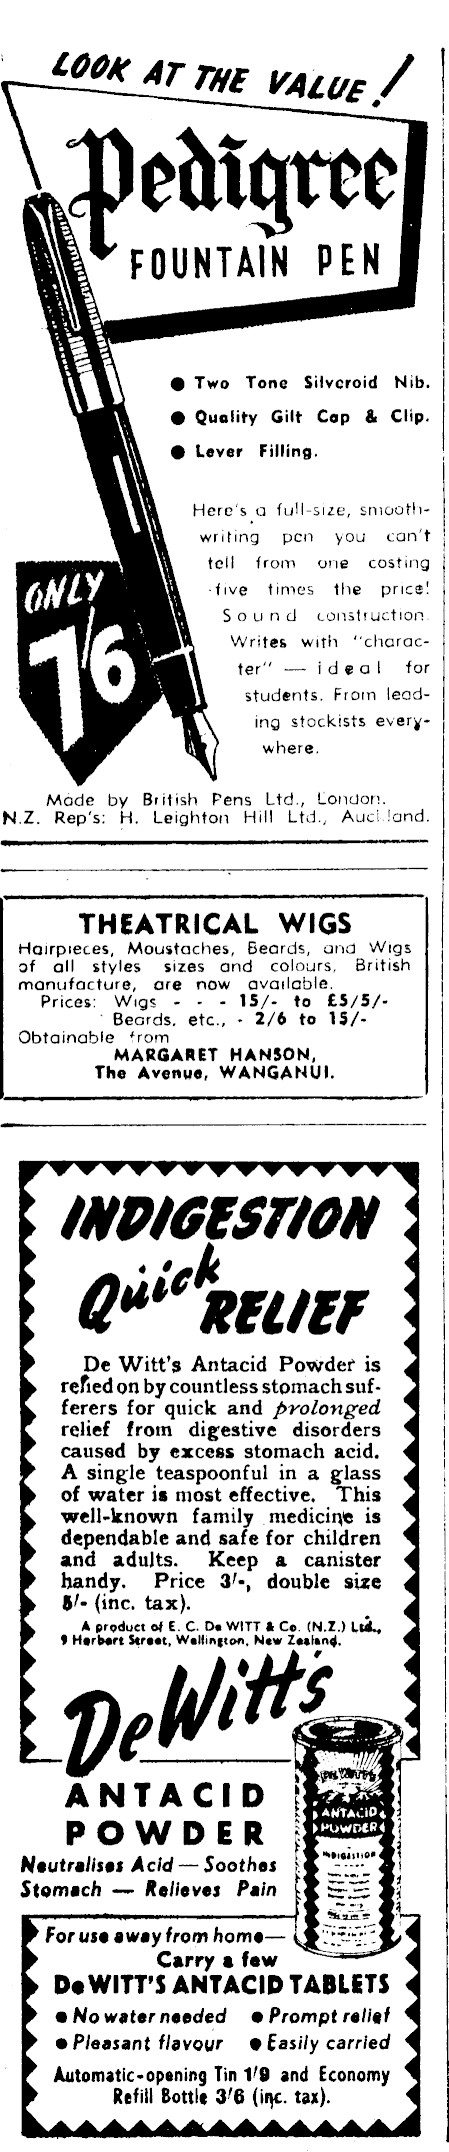 LOOK AT THE VALUE!
Pedigree
FOUNTAIN PEN
● Two Tone Silveroid Nib.
● Quality Gilt Cap & Clip.
● Lever Filling.
Here's a full-size, smooth-
writing pen you can't
tell from one costing
five times the price!
Sound construction.
Writes with "charac-
ter" — ideal for
students. From lead-
ing stockists every-
where.
ONLY
7/6
Made by British Pens Ltd., London.
N.Z. Rep's: H. Leighton Hill Ltd., Auckland.
THEATRICAL WIGS
Hairpieces, Moustaches, Beards, and Wigs
of all styles sizes and colours, British
manufacture, are now available.
Prices: Wigs - - - 15/- to £5/5/-
Beards, etc., - 2/6 to 15/-
Obtainable from
MARGARET HANSON,
The Avenue, WANGANUI.
INDIGESTION
Quick
RELIEF
De Witt's Antacid Powder is
relied on by countless stomach suf-
ferers for quick and prolonged
relief from digestive disorders
caused by excess stomach acid.
A single teaspoonful in a glass
of water is most effective. This
well-known family medicine is
dependable and safe for children
and adults. Keep a canister
handy. Price 3/-, double size
5/- (inc. tax).
A product of E. C. De WITT & Co. (N.Z.) Ltd.,
9 Herbert Street, Wellington, New Zealand.
DeWitt's
ANTACID
POWDER
Neutralises Acid — Soothes
Stomach — Relieves Pain
DE WITT'S
ANTACID
POWDER
INDIGESTION
For use away from home—
Carry a few
DeWITT'S ANTACID TABLETS
● No water needed ● Prompt relief
● Pleasant flavour ● Easily carried
Automatic-opening Tin 1/9 and Economy
Refill Bottle 3/6 (inc. tax).